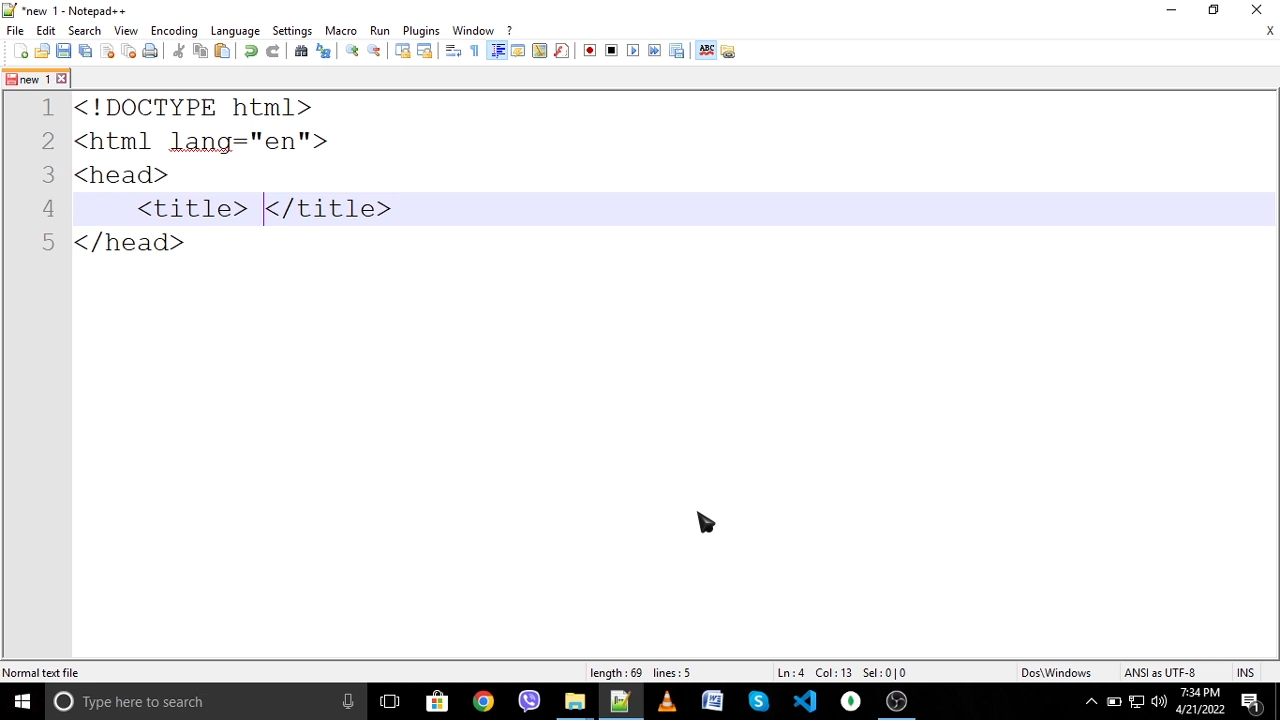 *new 1 - Notepad++
File Edit Search View Encoding Language Settings Macro Run Plugins Window ? X
ABC
new 1
1 <!DOCTYPE html>
2 <html lang="en">
3 <head>
4     <title> </title>
5 </head>
Normal text file length : 69 lines : 5 Ln : 4 Col : 13 Sel : 0 | 0 Dos\Windows ANSI as UTF-8 INS
Type here to search
7:34 PM
4/21/2022
1